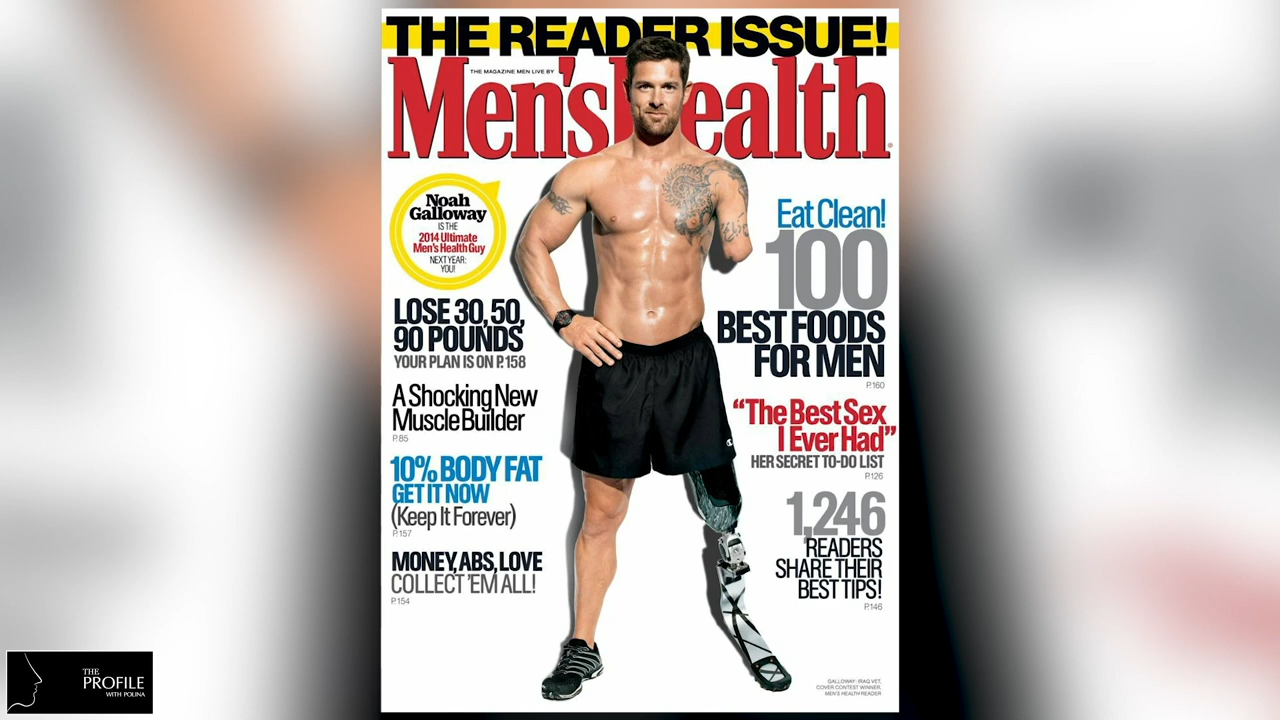 THE READER ISSUE!
THE MAGAZINE MEN LIVE BY
Men's Health
Noah
Galloway
IS THE
2014 Ultimate
Men's Health Guy
NEXT YEAR:
YOU!
LOSE 30, 50,
90 POUNDS
YOUR PLAN IS ON P.158
A Shocking New
Muscle Builder
P.85
10% BODY FAT
GET IT NOW
(Keep It Forever)
P.157
MONEY, ABS, LOVE
COLLECT 'EM ALL!
P.154
Eat Clean!
100
BEST FOODS
FOR MEN
P.160
"The Best Sex
I Ever Had"
HER SECRET TO-DO LIST
P.126
1,246
READERS
SHARE THEIR
BEST TIPS!
P.146
GALLOWAY: IRAQ VET,
COVER CONTEST WINNER,
MEN'S HEALTH READER
THE
PROFILE
WITH POLINA